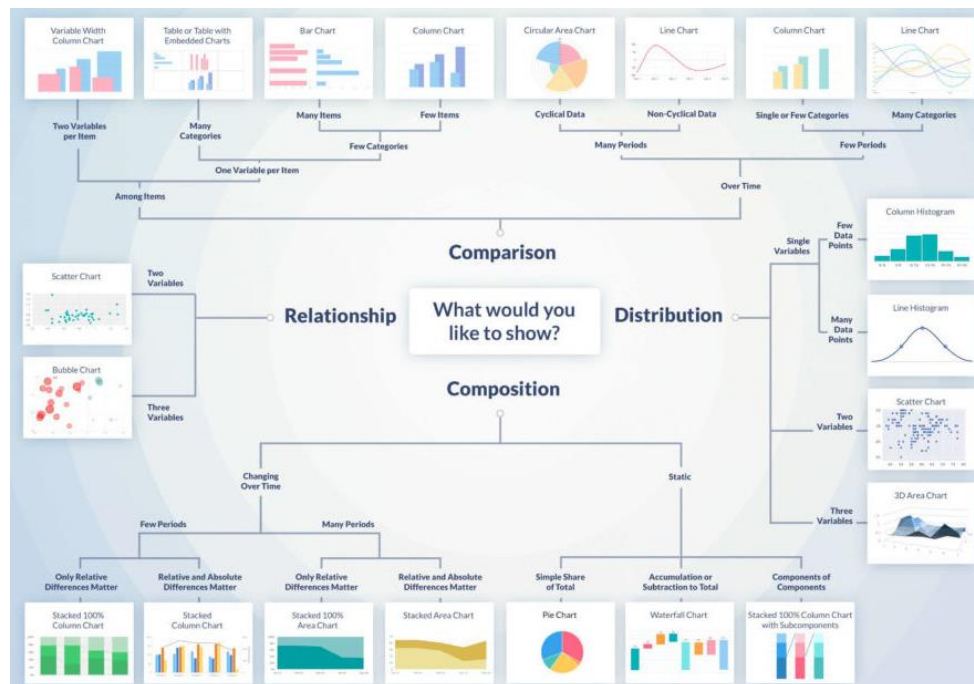 Variable Width
Column Chart
Table or Table with
Embedded Charts
Bar Chart
Column Chart
Circular Area Chart
Line Chart
Column Chart
Line Chart
Two Variables
per Item
Many
Categories
Many Items
Few Items
Cyclical Data
Non-Cyclical Data
Single or Few Categories
Many Categories
Few Categories
Many Periods
Few Periods
One Variable per Item
Among Items
Over Time
Comparison
Relationship
What would you
like to show?
Distribution
Composition
Scatter Chart
Two
Variables
Bubble Chart
Three
Variables
Single
Variables
Few
Data
Points
Column Histogram
Many
Data
Points
Line Histogram
Two
Variables
Scatter Chart
Three
Variables
3D Area Chart
Changing
Over Time
Static
Few Periods
Many Periods
Only Relative
Differences Matter
Relative and Absolute
Differences Matter
Only Relative
Differences Matter
Relative and Absolute
Differences Matter
Simple Share
of Total
Accumulation or
Subtraction to Total
Components of
Components
Stacked 100%
Column Chart
Stacked
Column Chart
Stacked 100%
Area Chart
Stacked Area Chart
Pie Chart
Waterfall Chart
Stacked 100% Column Chart
with Subcomponents